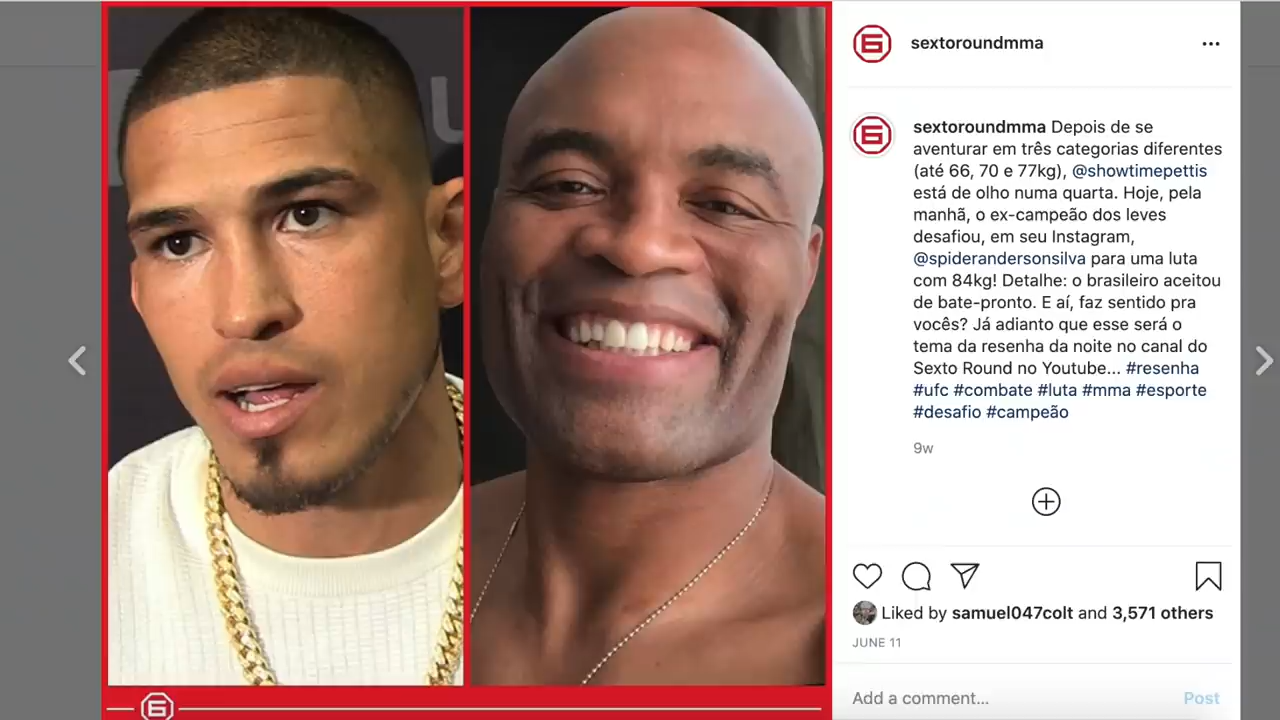 sextoroundmma
sextoroundmma Depois de se
aventurar em três categorias diferentes
(até 66, 70 e 77kg), @showtimepettis
está de olho numa quarta. Hoje, pela
manhã, o ex-campeão dos leves
desafiou, em seu Instagram,
@spiderandersonsilva para uma luta
com 84kg! Detalhe: o brasileiro aceitou
de bate-pronto. E aí, faz sentido pra
vocês? Já adianto que esse será o
tema da resenha da noite no canal do
Sexto Round no Youtube... #resenha
#ufc #combate #luta #mma #esporte
#desafio #campeão
9w
Liked by samuel047colt and 3,571 others
JUNE 11
Add a comment... Post